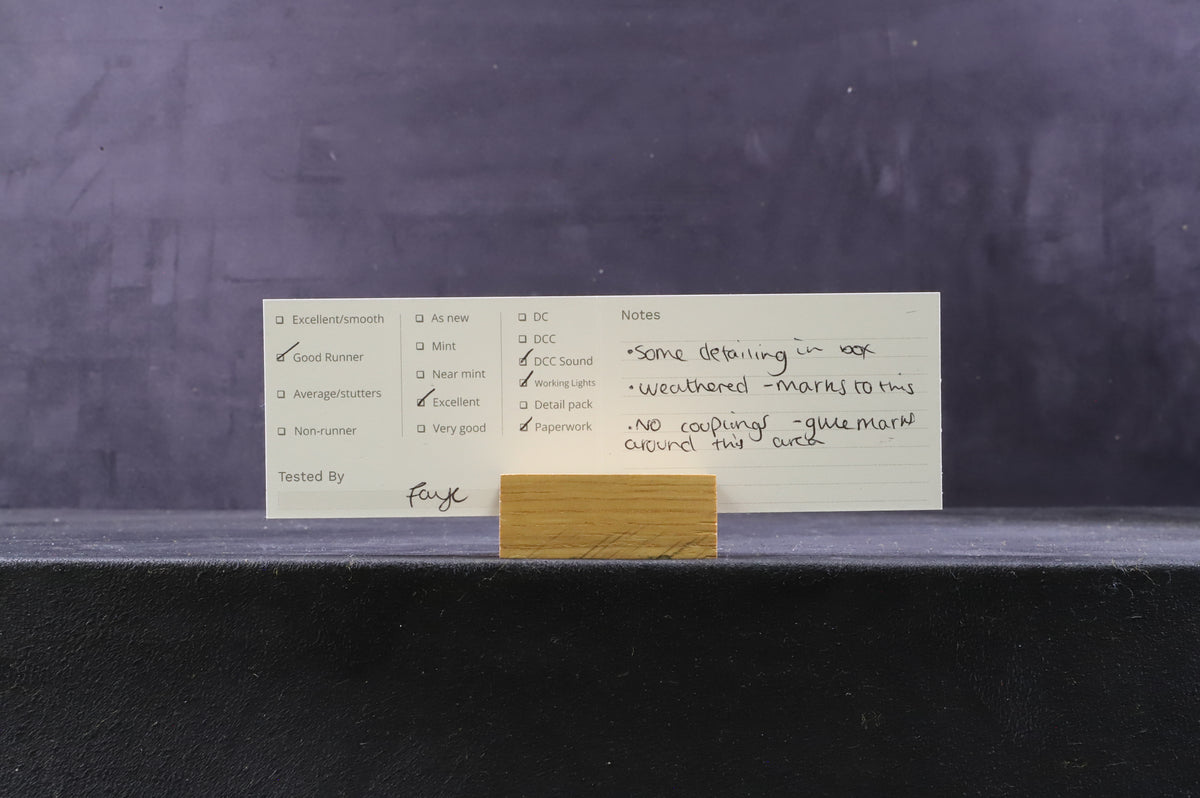 Excellent/smooth
Good Runner
Average/stutters
Non-runner
Tested By
Faye
As new
Mint
Near mint
Excellent
Very good
DC
DCC
DCC Sound
Working Lights
Detail pack
Paperwork
Notes
•Some detailing in box
•weathered -marks to this
•NO couplings -glue marks
around this area